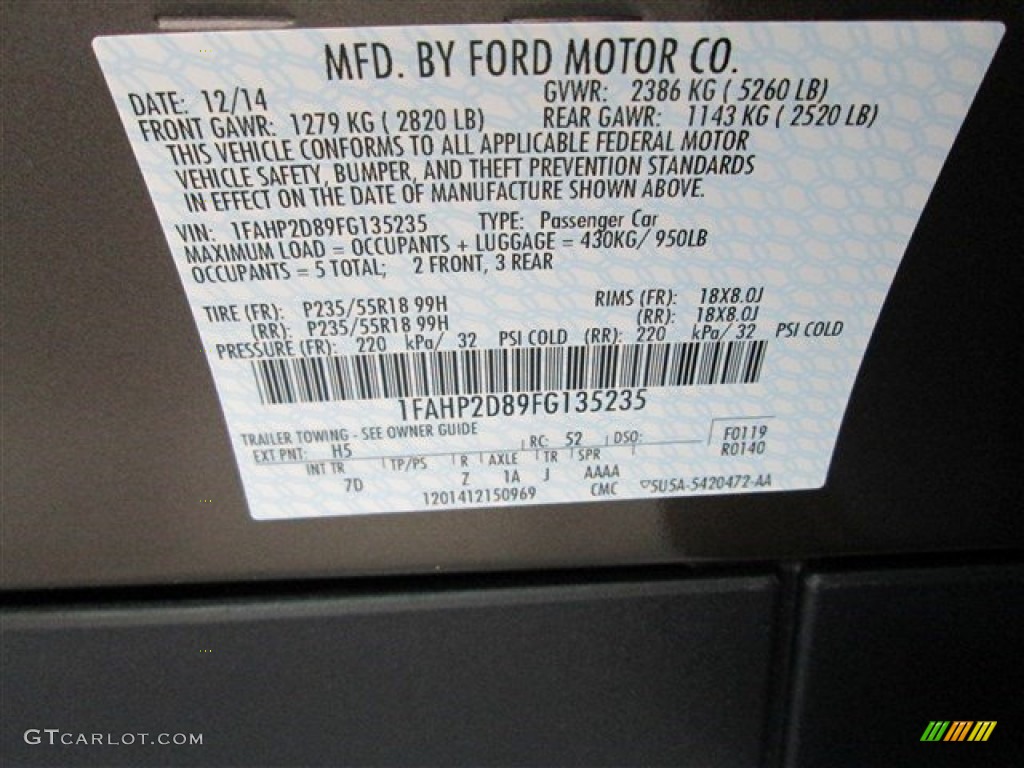 MFD. BY FORD MOTOR CO.
DATE: 12/14 GVWR: 2386 KG ( 5260 LB)
FRONT GAWR: 1279 KG ( 2820 LB) REAR GAWR: 1143 KG ( 2520 LB)
THIS VEHICLE CONFORMS TO ALL APPLICABLE FEDERAL MOTOR
VEHICLE SAFETY, BUMPER, AND THEFT PREVENTION STANDARDS
IN EFFECT ON THE DATE OF MANUFACTURE SHOWN ABOVE.
VIN: 1FAHP2D89FG135235 TYPE: Passenger Car
MAXIMUM LOAD = OCCUPANTS + LUGGAGE = 430KG/ 950LB
OCCUPANTS = 5 TOTAL; 2 FRONT, 3 REAR
TIRE (FR): P235/55R18 99H RIMS (FR): 18X8.0J
(RR): P235/55R18 99H (RR): 18X8.0J
PRESSURE (FR): 220 kPa/ 32 PSI COLD (RR): 220 kPa/ 32 PSI COLD
1FAHP2D89FG135235
TRAILER TOWING - SEE OWNER GUIDE
EXT PNT: H5 RC: 52 DSO: F0119
R0140
INT TR TP/PS R AXLE TR SPR
7D Z 1A J AAAA
1201412150969 CMC 5U5A-5420472-AA
GTCARLOT.COM